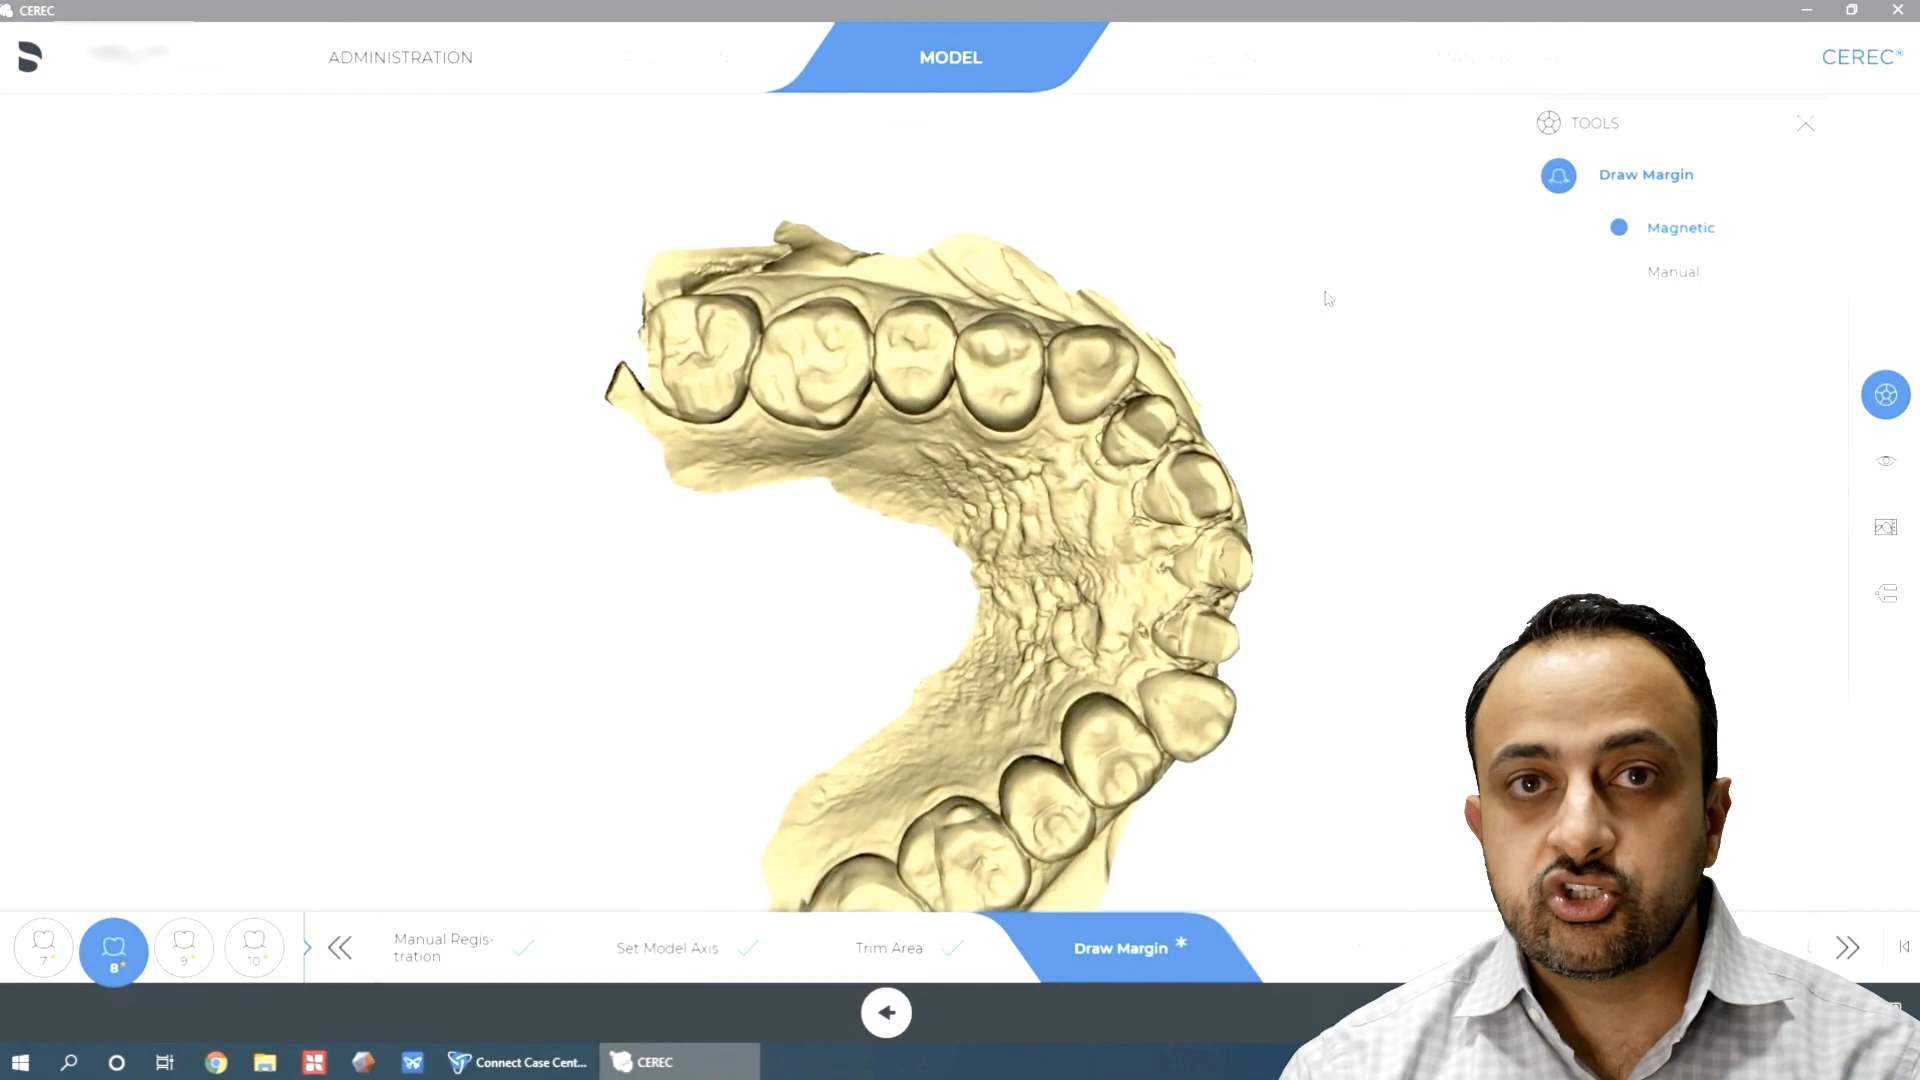 CEREC
ADMINISTRATION
MODEL
CEREC®
TOOLS
Draw Margin
Magnetic
Manual
7*
8*
9*
10*
Manual Regis-
tration
Set Model Axis
Trim Area
Draw Margin *
Connect Case Cent...
CEREC